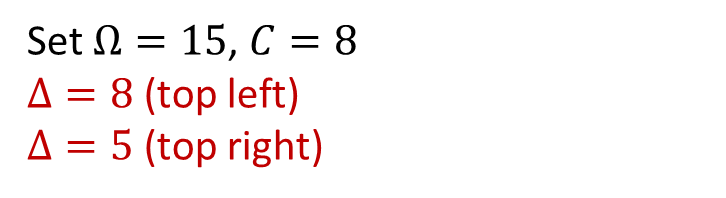 Set Ω = 15, C = 8
Δ = 8 (top left)
Δ = 5 (top right)